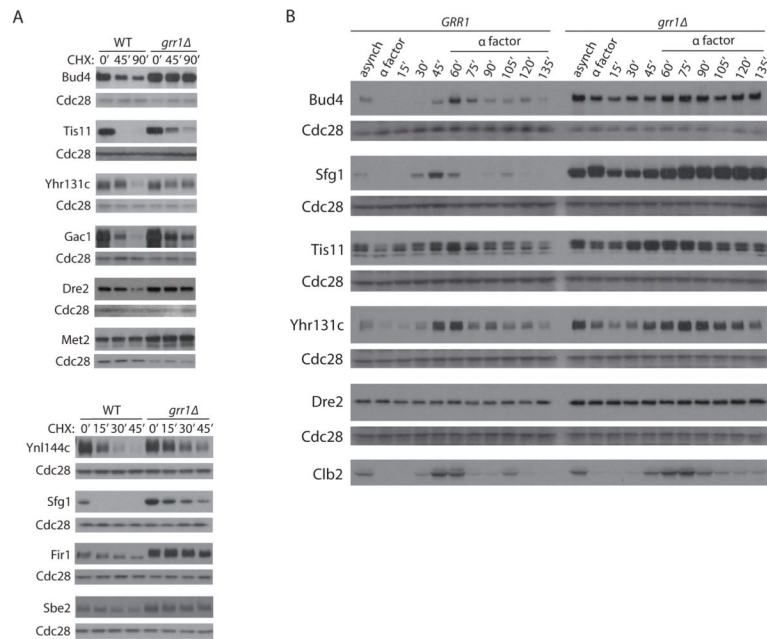 A
WT grr1Δ
CHX: 0’ 45’ 90’ 0’ 45’ 90’
Bud4
Cdc28
Tis11
Cdc28
Yhr131c
Cdc28
Gac1
Cdc28
Dre2
Cdc28
Met2
Cdc28
WT grr1Δ
CHX: 0’ 15’ 30’ 45’ 0’ 15’ 30’ 45’
Ynl144c
Cdc28
Sfg1
Cdc28
Fir1
Cdc28
Sbe2
Cdc28
B
GRR1 grr1Δ
α factor α factor
asynch α factor 15’ 30’ 45’ 60’ 75’ 90’ 105’ 120’ 135’ asynch α factor 15’ 30’ 45’ 60’ 75’ 90’ 105’ 120’ 135’
Bud4
Cdc28
Sfg1
Cdc28
Tis11
Cdc28
Yhr131c
Cdc28
Dre2
Cdc28
Clb2